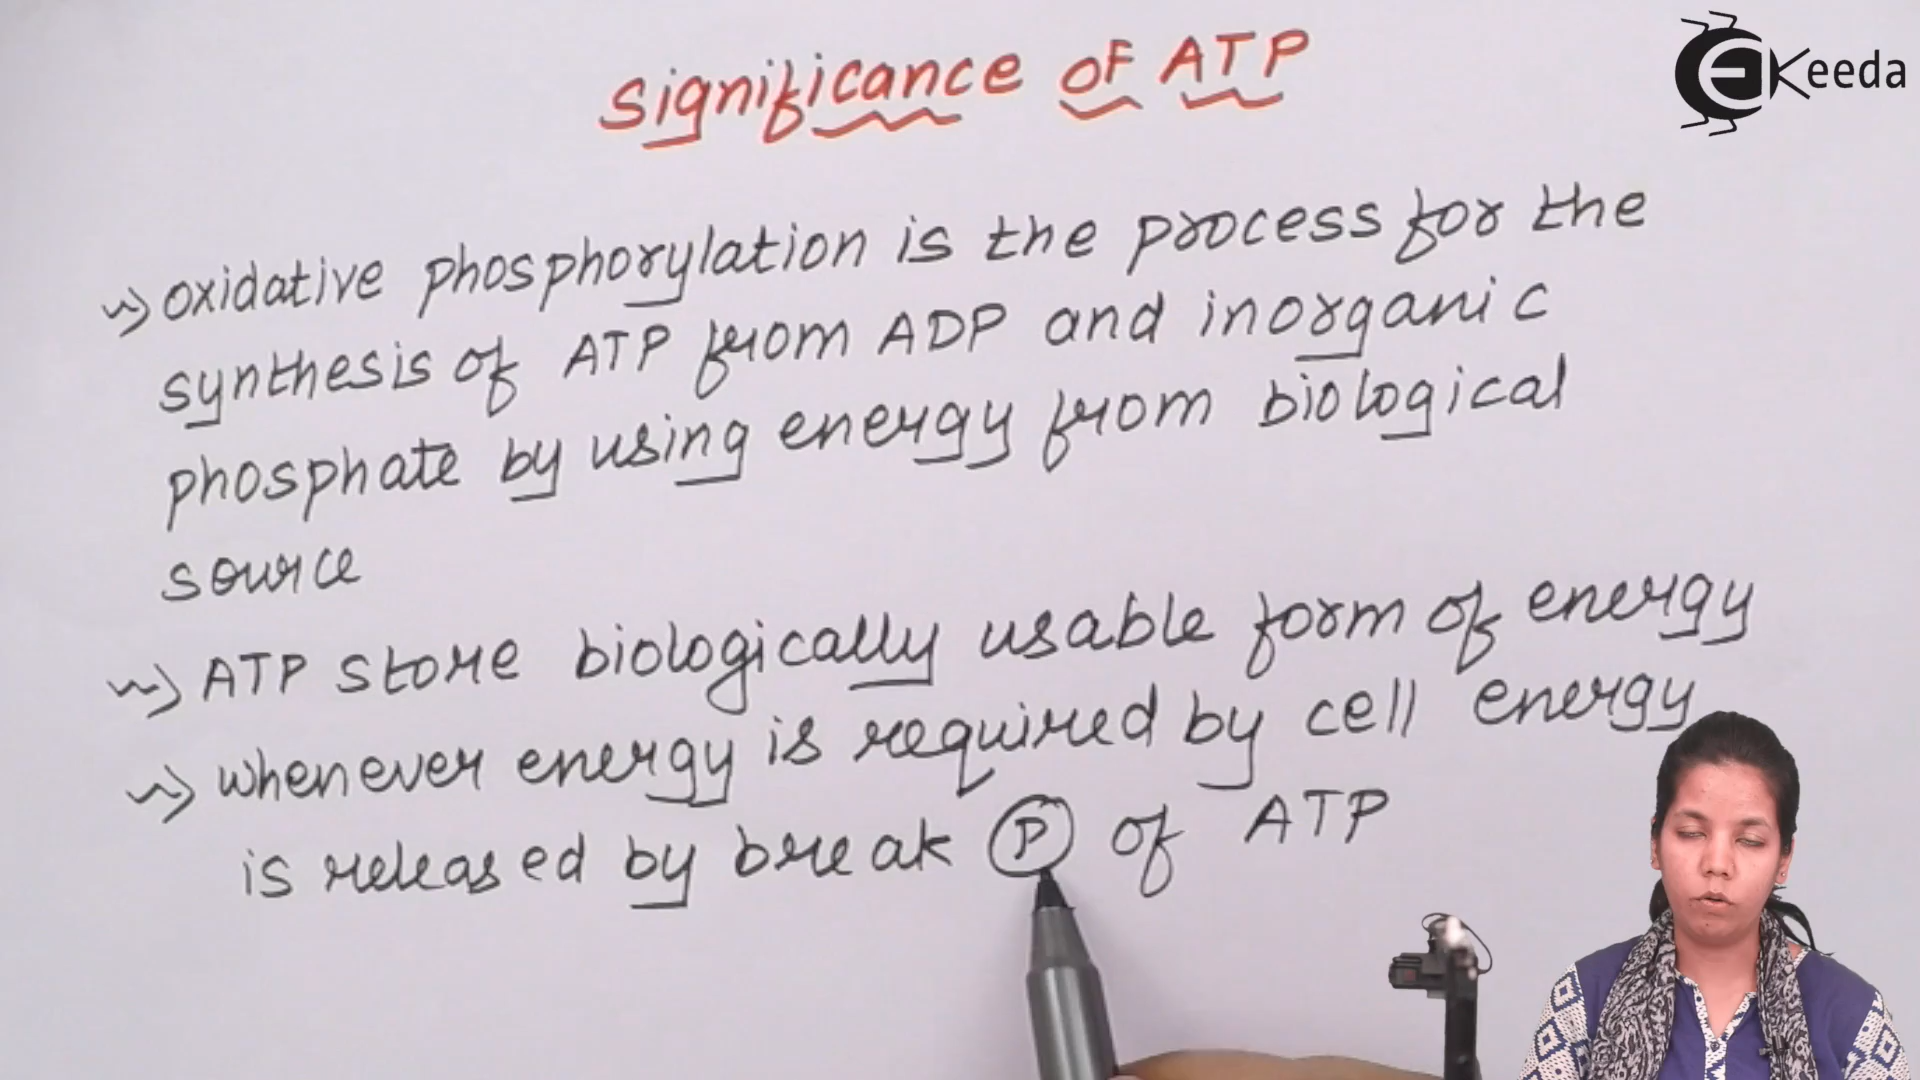 significance of ATP
EKeeda
oxidative phosphorylation is the process for the
synthesis of ATP from ADP and inorganic
phosphate by using energy from biological
source
ATP store biologically usable form of energy
whenever energy is required by cell energy
is released by break P of ATP